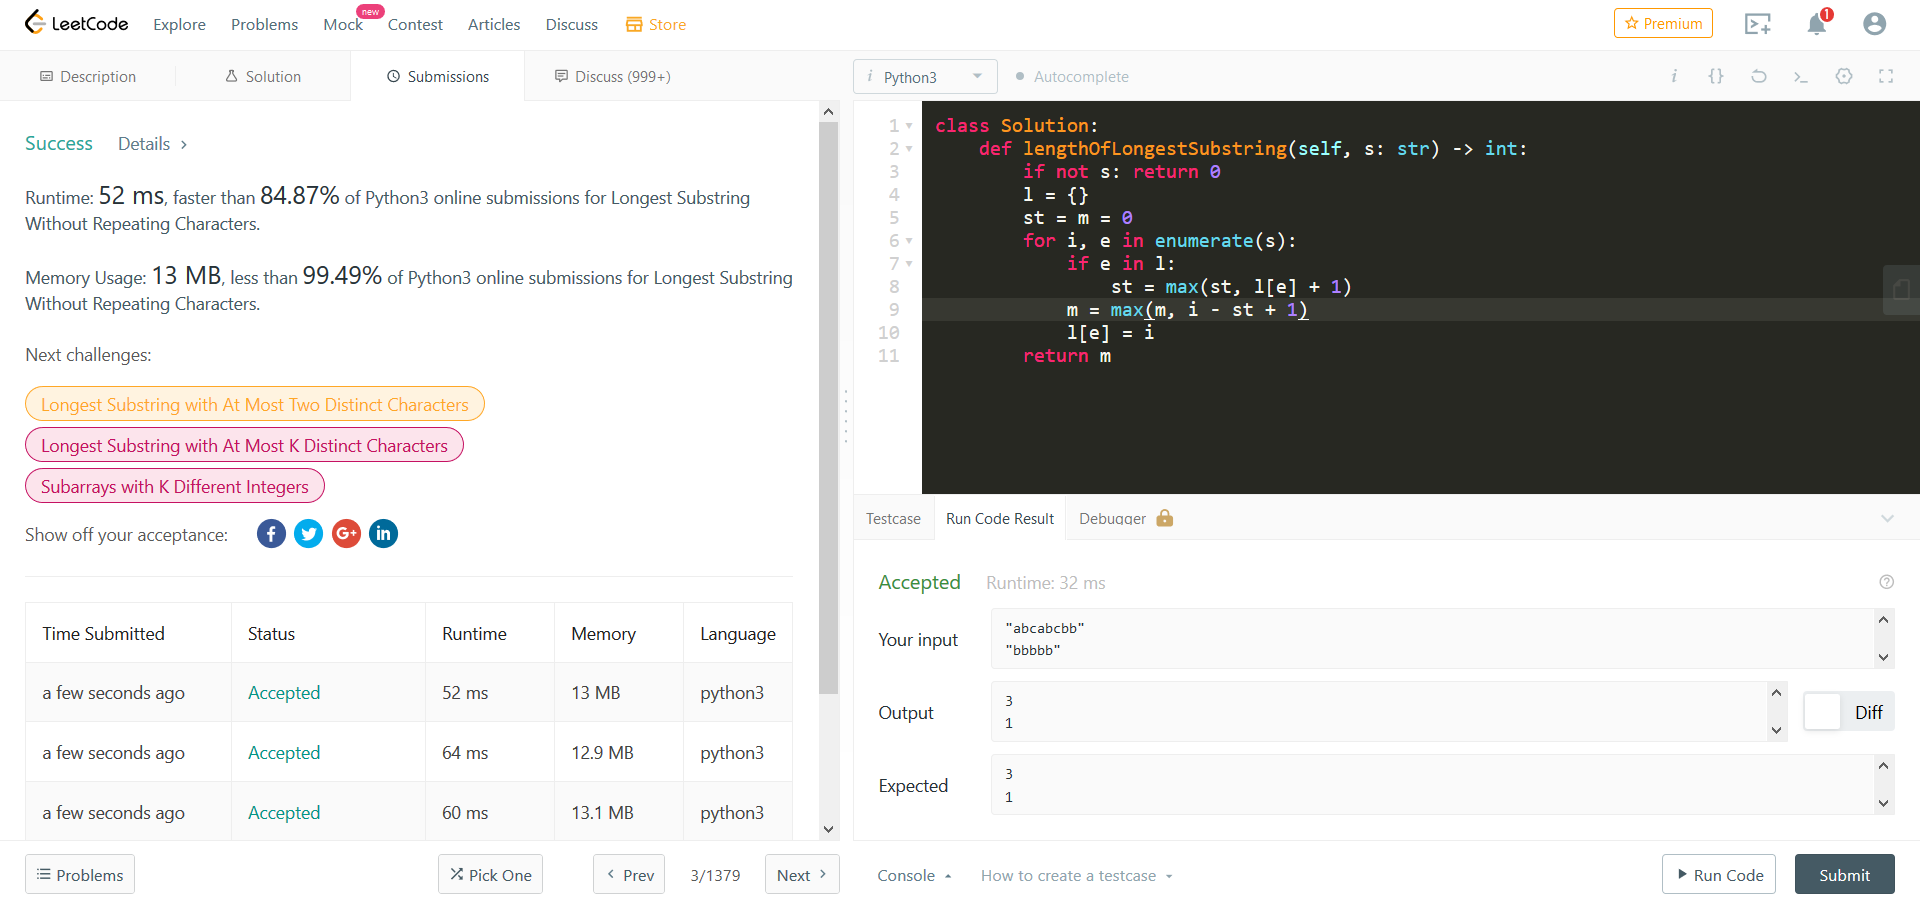 LeetCode
Explore
Problems
Mock
new
Contest
Articles
Discuss
Store
Premium
1
Description
Solution
Submissions
Discuss (999+)
Success
Details
Runtime: 52 ms, faster than 84.87% of Python3 online submissions for Longest Substring
Without Repeating Characters.
Memory Usage: 13 MB, less than 99.49% of Python3 online submissions for Longest Substring
Without Repeating Characters.
Next challenges:
Longest Substring with At Most Two Distinct Characters
Longest Substring with At Most K Distinct Characters
Subarrays with K Different Integers
Show off your acceptance:
f
G+
in
Time Submitted Status Runtime Memory Language
a few seconds ago Accepted 52 ms 13 MB python3
a few seconds ago Accepted 64 ms 12.9 MB python3
a few seconds ago Accepted 60 ms 13.1 MB python3
Problems
Pick One
Prev
3/1379
Next
i Python3
Autocomplete
i {}
1 class Solution:
2     def lengthOfLongestSubstring(self, s: str) -> int:
3         if not s: return 0
4         l = {}
5         st = m = 0
6         for i, e in enumerate(s):
7             if e in l:
8                 st = max(st, l[e] + 1)
9             m = max(m, i - st + 1)
10             l[e] = i
11         return m
Testcase
Run Code Result
Debugger
Accepted
Runtime: 32 ms
Your input
"abcabcbb"
"bbbbb"
Output
3
1
Diff
Expected
3
1
Console
How to create a testcase
Run Code
Submit